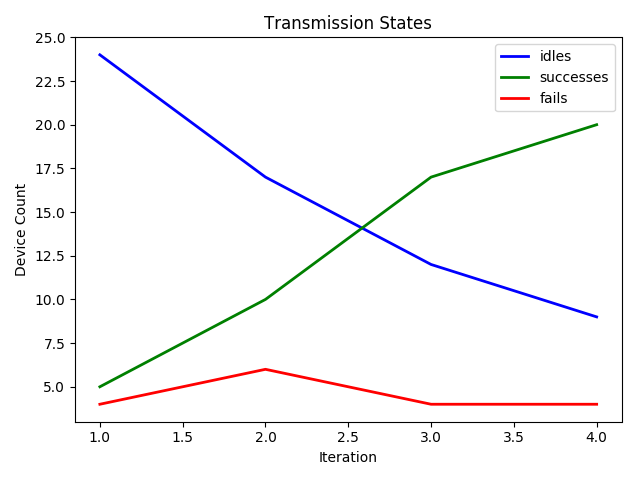 Transmission States
25.0
22.5
20.0
17.5
15.0
12.5
10.0
7.5
5.0
Device Count
idles
successes
fails
1.0 1.5 2.0 2.5 3.0 3.5 4.0
Iteration